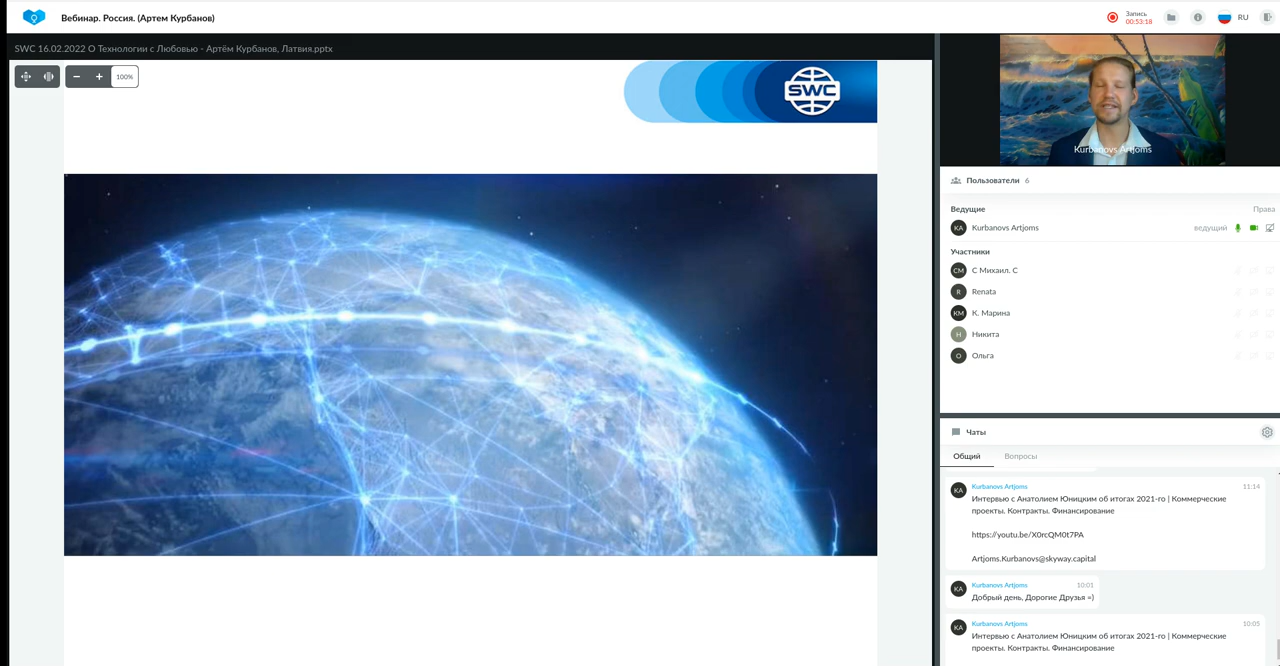 Вебинар. Россия. (Артем Курбанов)
Запись
00:53:18
RU
SWC 16.02.2022 О Технологии с Любовью - Артём Курбанов, Латвия.pptx
100%
SWC
Kurbanovs Artjoms
Пользователи 6
Ведущие Права
KA Kurbanovs Artjoms ведущий
Участники
СМ С Михаил. С
R Renata
КМ К. Марина
Н Никита
О Ольга
Чаты
Общий Вопросы
KA Kurbanovs Artjoms 11:14
Интервью с Анатолием Юницким об итогах 2021-го | Коммерческие
проекты. Контракты. Финансирование
https://youtu.be/X0rcQM0t7PA
Artjoms.Kurbanovs@skyway.capital
KA Kurbanovs Artjoms 10:01
Добрый день, Дорогие Друзья =)
KA Kurbanovs Artjoms 10:05
Интервью с Анатолием Юницким об итогах 2021-го | Коммерческие
проекты. Контракты. Финансирование